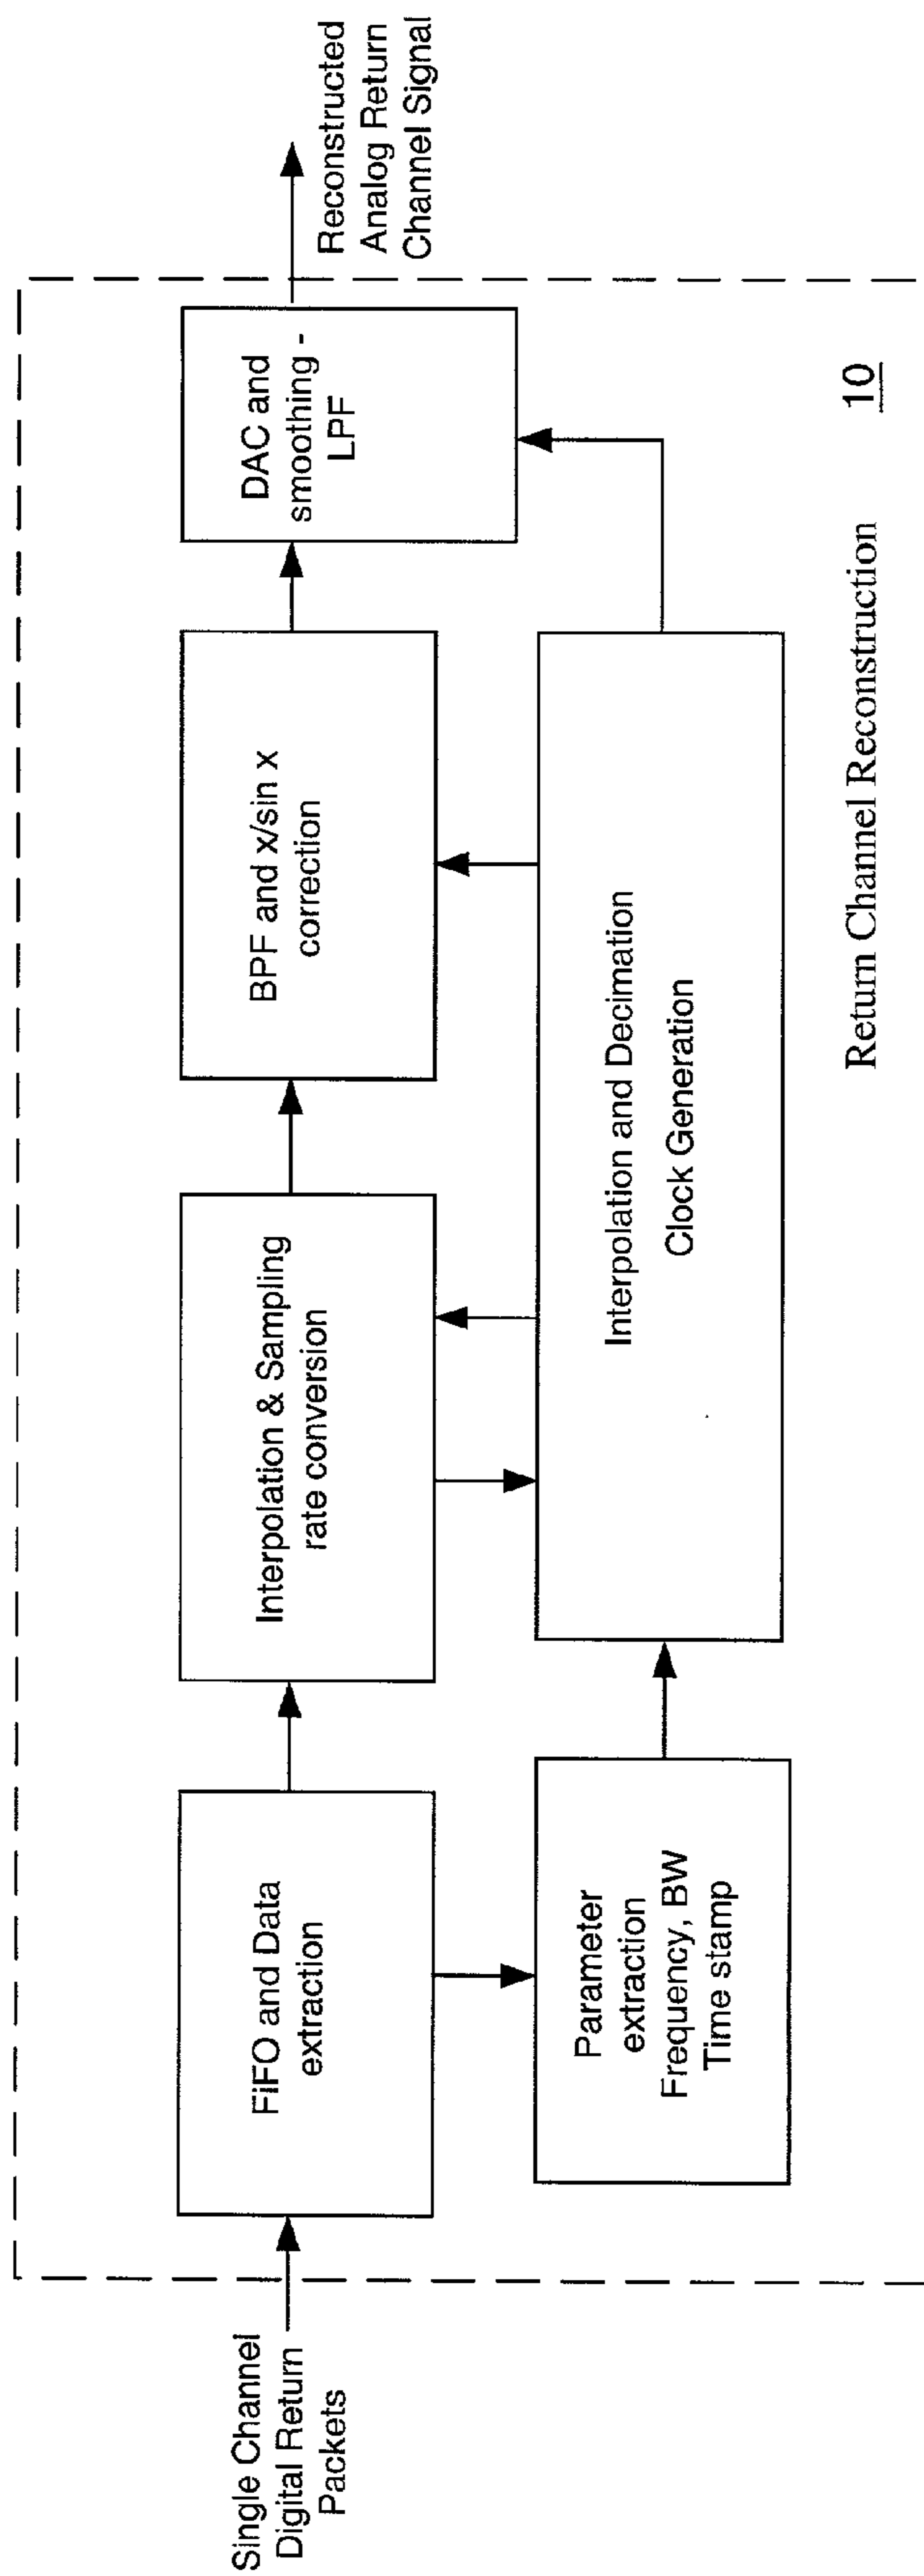 Single Channel
Digital Return
Packets
FiFO and Data
extraction
Interpolation & Sampling
rate conversion
BPF and x/sin x
correction
DAC and
smoothing -
LPF
Reconstructed
Analog Return
Channel Signal
Parameter
extraction
Frequency, BW
Time stamp
Interpolation and Decimation
Clock Generation
Return Channel Reconstruction
10